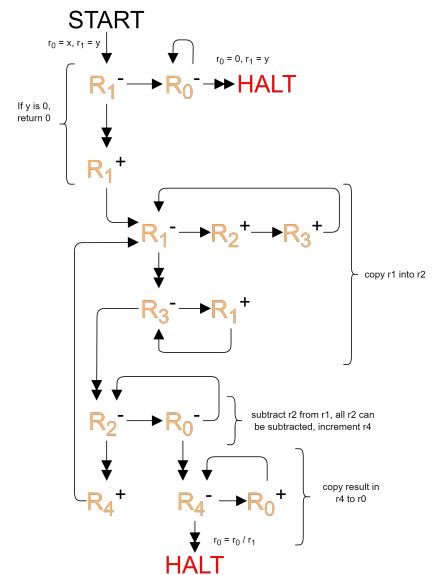 START
r0 = x, r1 = y
r0 = 0, r1 = y
R1- R0- HALT
If y is 0,
return 0
R1+
R1- R2+ R3+
copy r1 into r2
R3- R1+
R2- R0-
subtract r2 from r1, all r2 can
be subtracted, increment r4
R4+ R4- R0+
copy result in
r4 to r0
r0 = r0 / r1
HALT